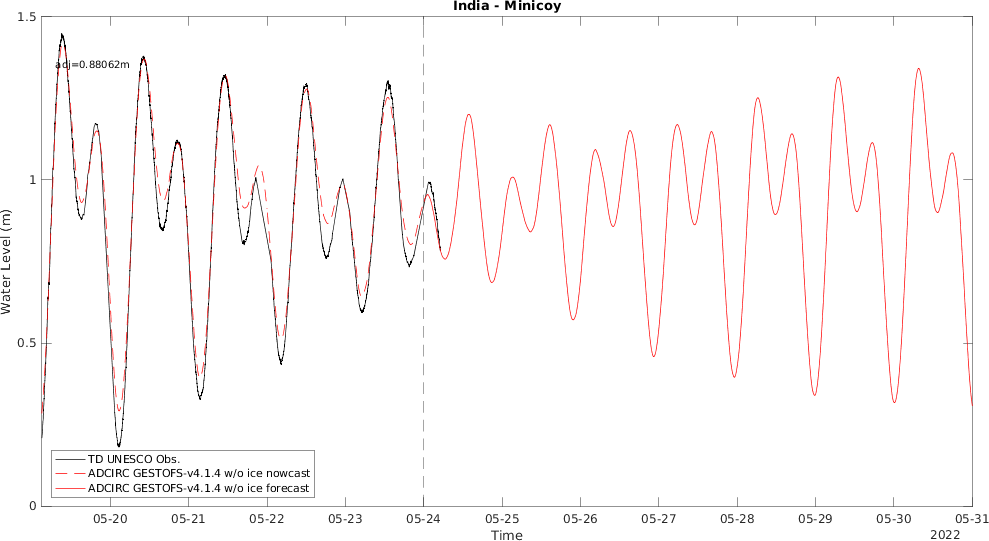 India - Minicoy
1.5
adj=0.88062m
1
Water Level (m)
0.5
TD UNESCO Obs.
ADCIRC GESTOFS-v4.1.4 w/o ice nowcast
ADCIRC GESTOFS-v4.1.4 w/o ice forecast
0
05-20 05-21 05-22 05-23 05-24 05-25 05-26 05-27 05-28 05-29 05-30 05-31
Time
2022